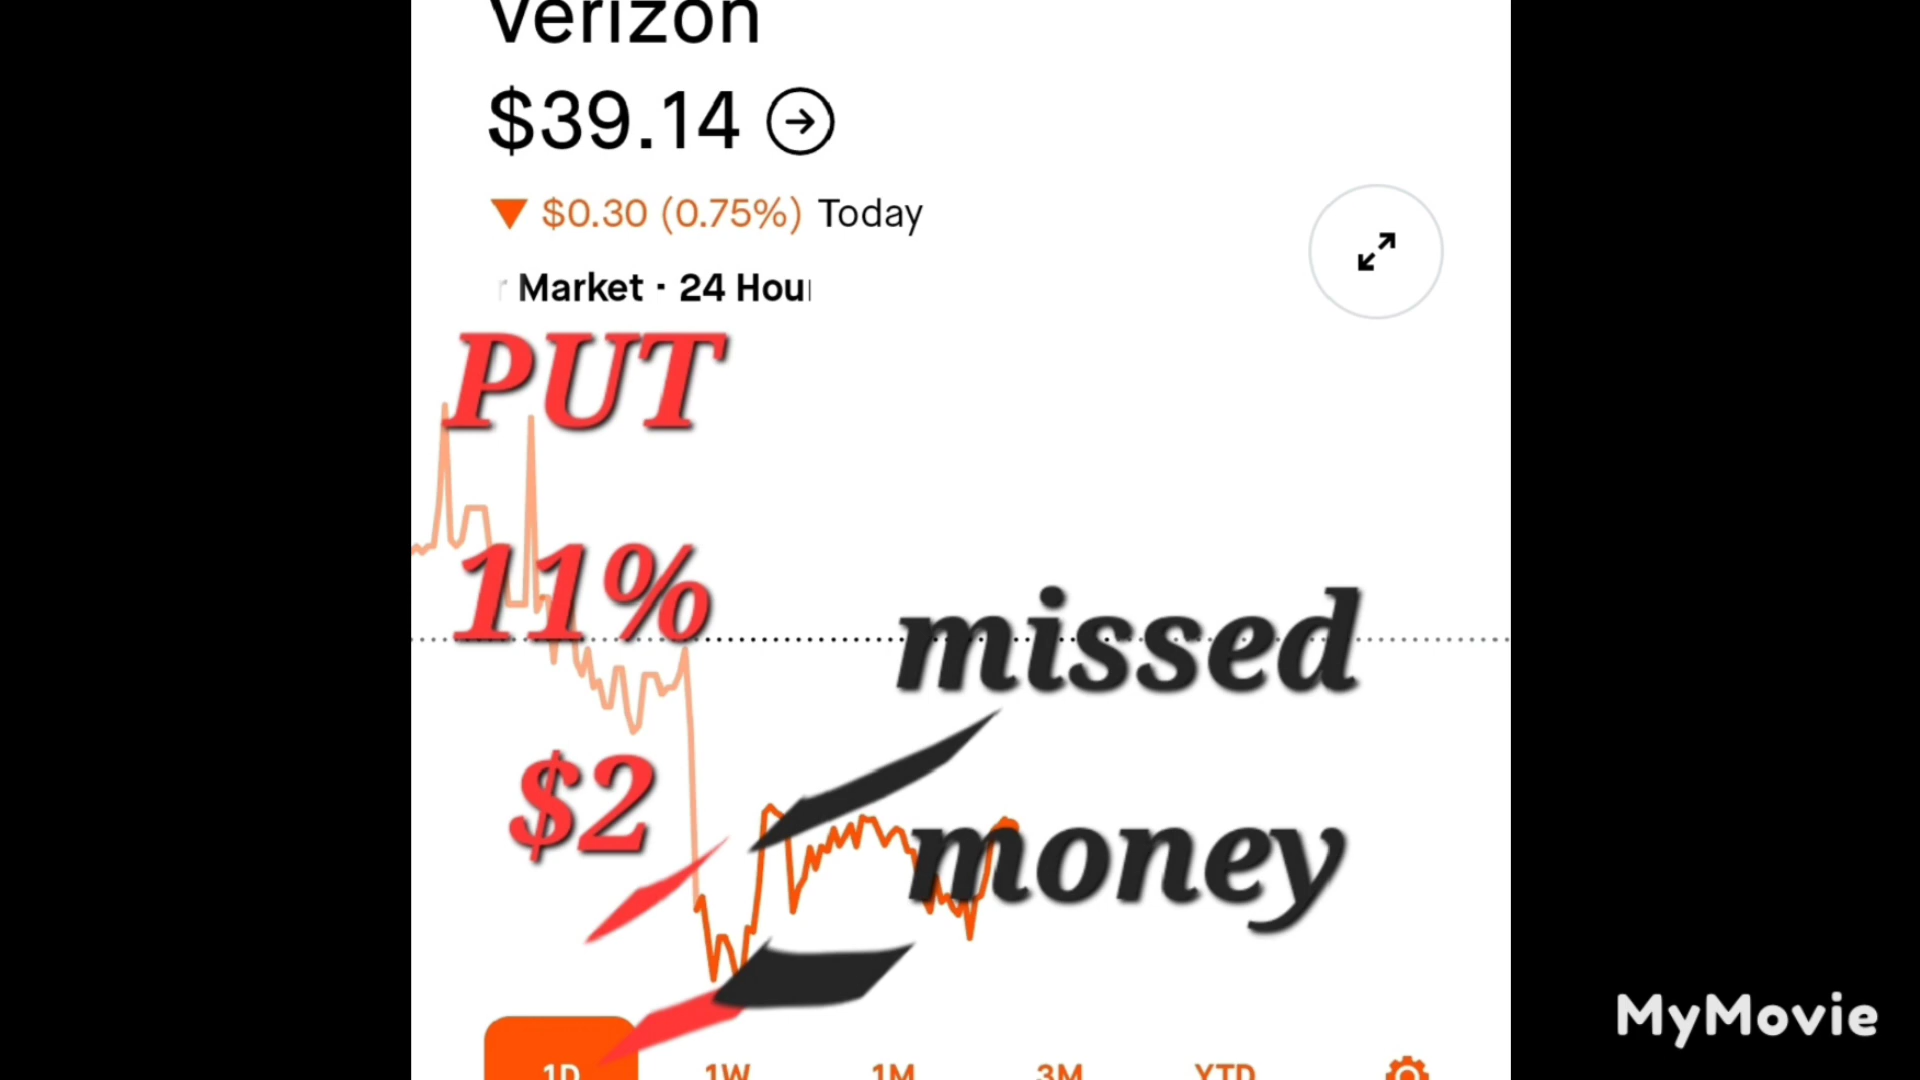 Verizon
$39.14
$0.30 (0.75%) Today
Market · 24 Hour
PUT
11%
missed
$2
money
1D 1W 1M 3M YTD
MyMovie